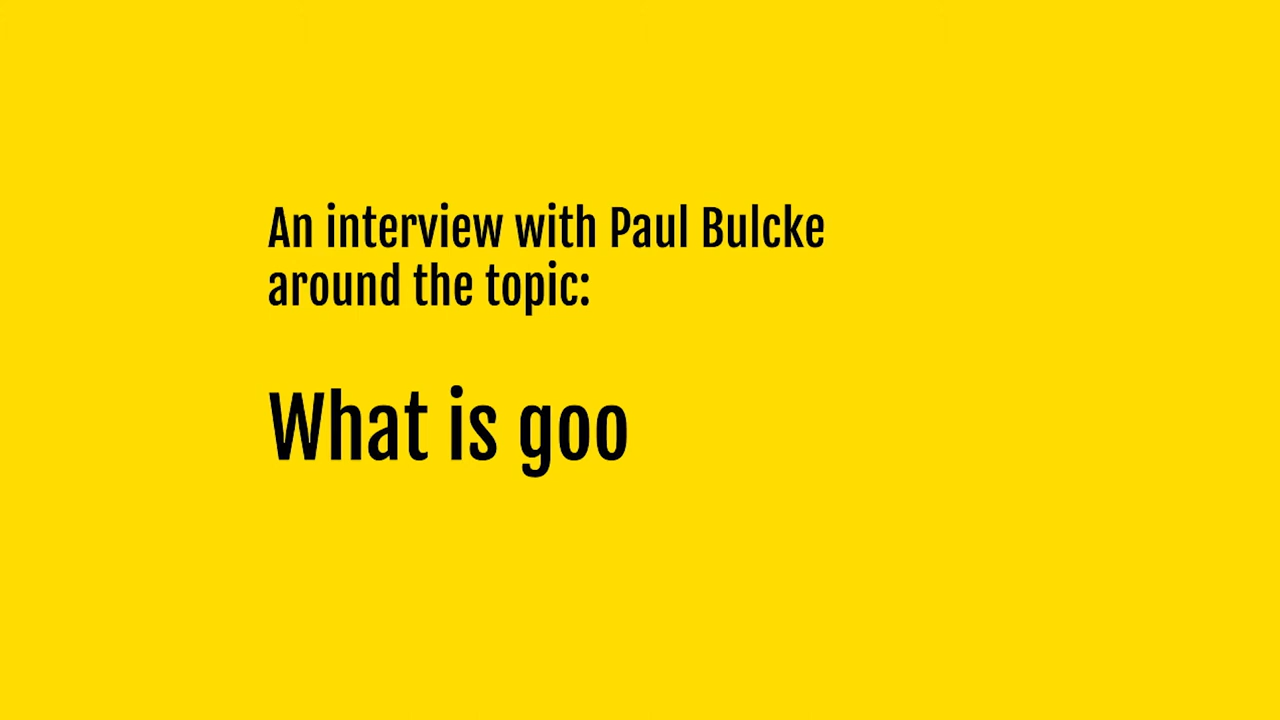 An interview with Paul Bulcke
around the topic:
What is goo